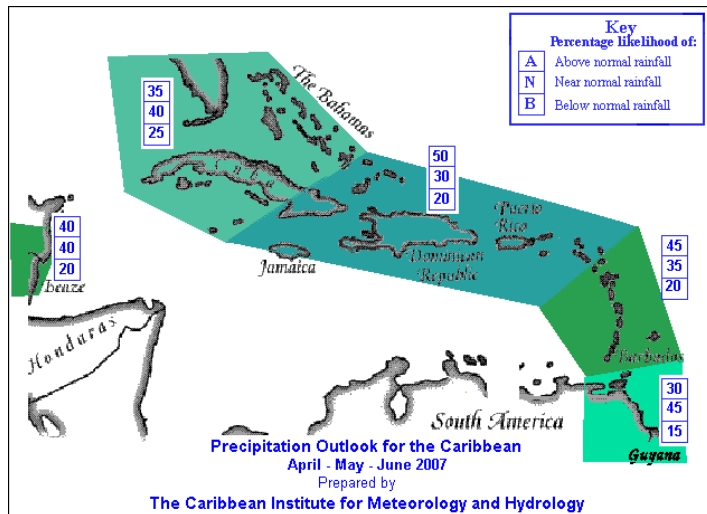 Key
Percentage likelihood of:
A Above normal rainfall
N Near normal rainfall
B Below normal rainfall
The Bahamas
35
40
25
50
30
20
Puerto
Rico
Dominican
Republic
Jamaica
40
40
20
Honduras
45
35
20
Barbados
30
45
15
South America
Guyana
Precipitation Outlook for the Caribbean
April - May - June 2007
Prepared by
The Caribbean Institute for Meteorology and Hydrology